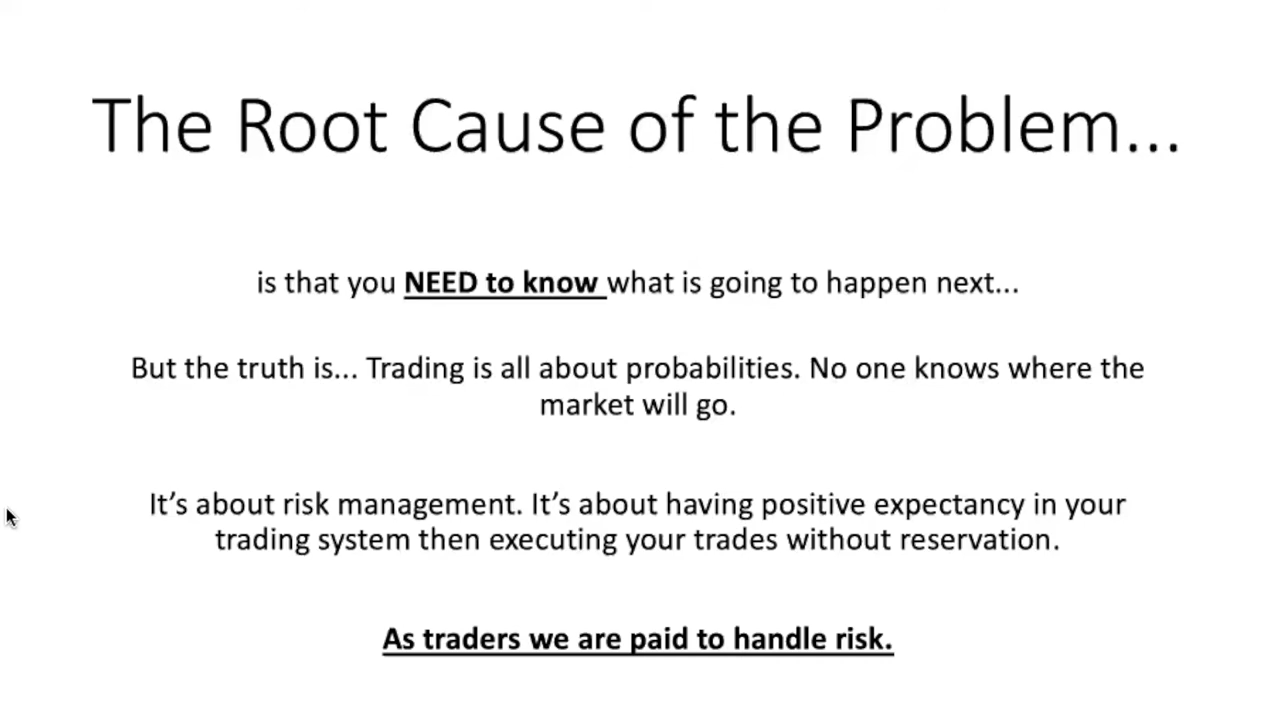 The Root Cause of the Problem...
is that you NEED to know what is going to happen next...
But the truth is... Trading is all about probabilities. No one knows where the
market will go.
It’s about risk management. It’s about having positive expectancy in your
trading system then executing your trades without reservation.
As traders we are paid to handle risk.